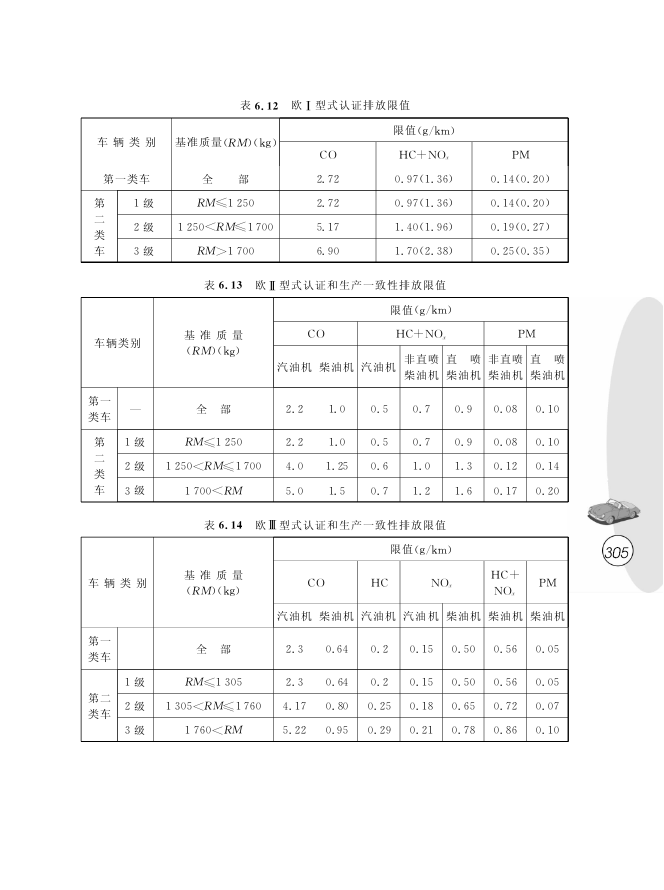 表 6.12 欧Ⅰ型式认证排放限值
车 辆 类 别 基准质量(RM)(kg) 限值(g/km)
CO HC+NOx PM
第一类车 全 部 2.72 0.97(1.36) 0.14(0.20)
第二类车 1 级 RM≤1 250 2.72 0.97(1.36) 0.14(0.20)
2 级 1 250<RM≤1 700 5.17 1.40(1.96) 0.19(0.27)
3 级 RM>1 700 6.90 1.70(2.38) 0.25(0.35)
表 6.13 欧Ⅱ型式认证和生产一致性排放限值
车辆类别 基 准 质 量 (RM)(kg) 限值(g/km)
CO HC+NOx PM
汽油机 柴油机 汽油机 非直喷柴油机 直 喷柴油机 非直喷柴油机 直 喷柴油机
第一类车 — 全 部 2.2 1.0 0.5 0.7 0.9 0.08 0.10
第二类车 1 级 RM≤1 250 2.2 1.0 0.5 0.7 0.9 0.08 0.10
2 级 1 250<RM≤1 700 4.0 1.25 0.6 1.0 1.3 0.12 0.14
3 级 1 700<RM 5.0 1.5 0.7 1.2 1.6 0.17 0.20
表 6.14 欧Ⅲ型式认证和生产一致性排放限值
车 辆 类 别 基 准 质 量 (RM)(kg) 限值(g/km)
CO HC NOx HC+NOx PM
汽油机 柴油机 汽油机 汽油机 柴油机 柴油机 柴油机
第一类车 全 部 2.3 0.64 0.2 0.15 0.50 0.56 0.05
第二类车 1 级 RM≤1 305 2.3 0.64 0.2 0.15 0.50 0.56 0.05
2 级 1 305<RM≤1 760 4.17 0.80 0.25 0.18 0.65 0.72 0.07
3 级 1 760<RM 5.22 0.95 0.29 0.21 0.78 0.86 0.10
305